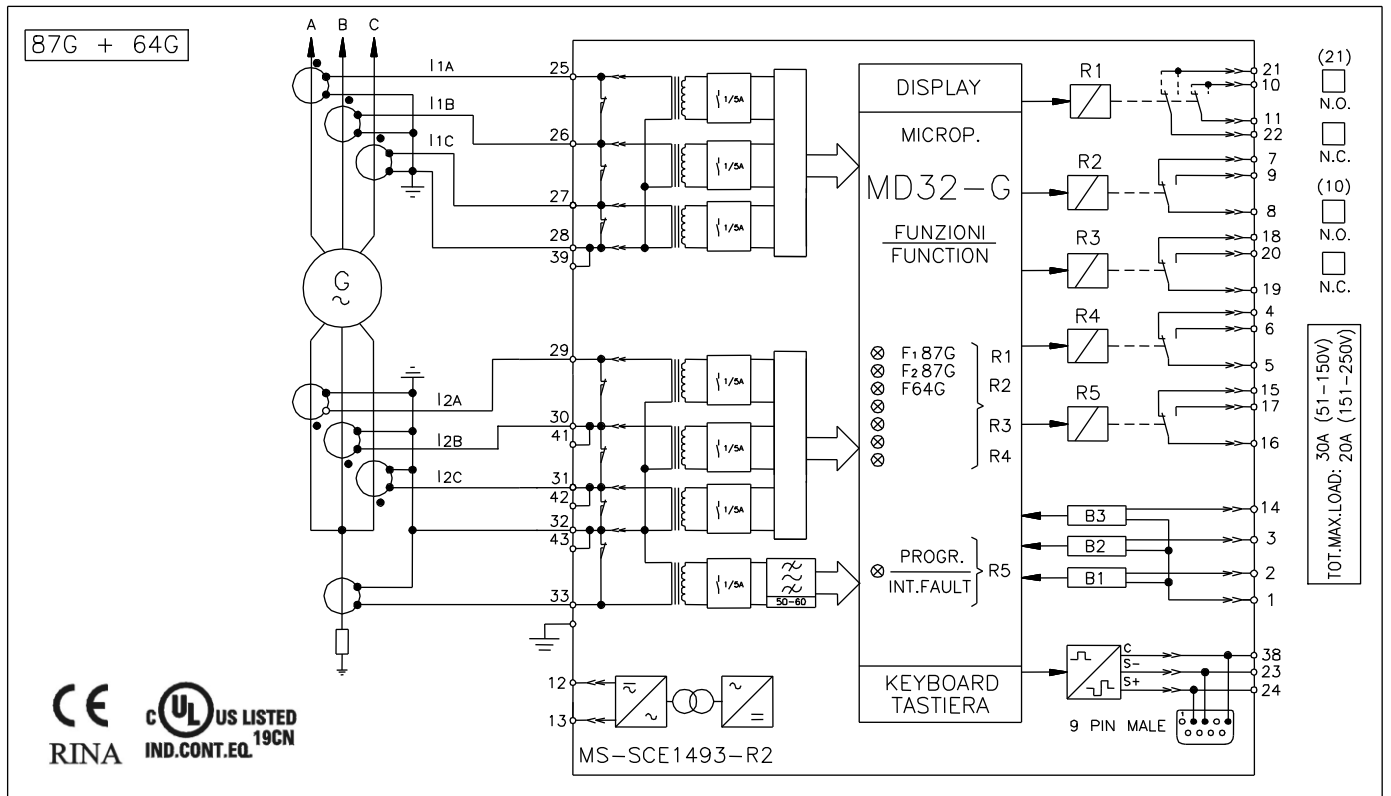 87G + 64G
A B C
I1A
I1B
I1C
25
26
27
28
39
1/5A
1/5A
1/5A
G
~
29
30
41
31
42
32
43
33
I2A
I2B
I2C
1/5A
1/5A
1/5A
1/5A
50-60
12
13
MS-SCE1493-R2
DISPLAY
MICROP.
MD32-G
FUNZIONI
FUNCTION
F1 87G
F2 87G
F64G
R1
R2
R3
R4
PROGR.
INT.FAULT
R5
KEYBOARD
TASTIERA
R1
R2
R3
R4
R5
B3
B2
B1
C
S-
S+
9 PIN MALE
1
21
10
11
22
7
9
8
18
20
19
4
6
5
15
17
16
14
3
2
1
38
23
24
(21)
N.O.
N.C.
(10)
N.O.
N.C.
TOT.MAX.LOAD: 30A (51-150V)
20A (151-250V)
CE
RINA
C UL US LISTED
IND.CONT.EQ. 19CN